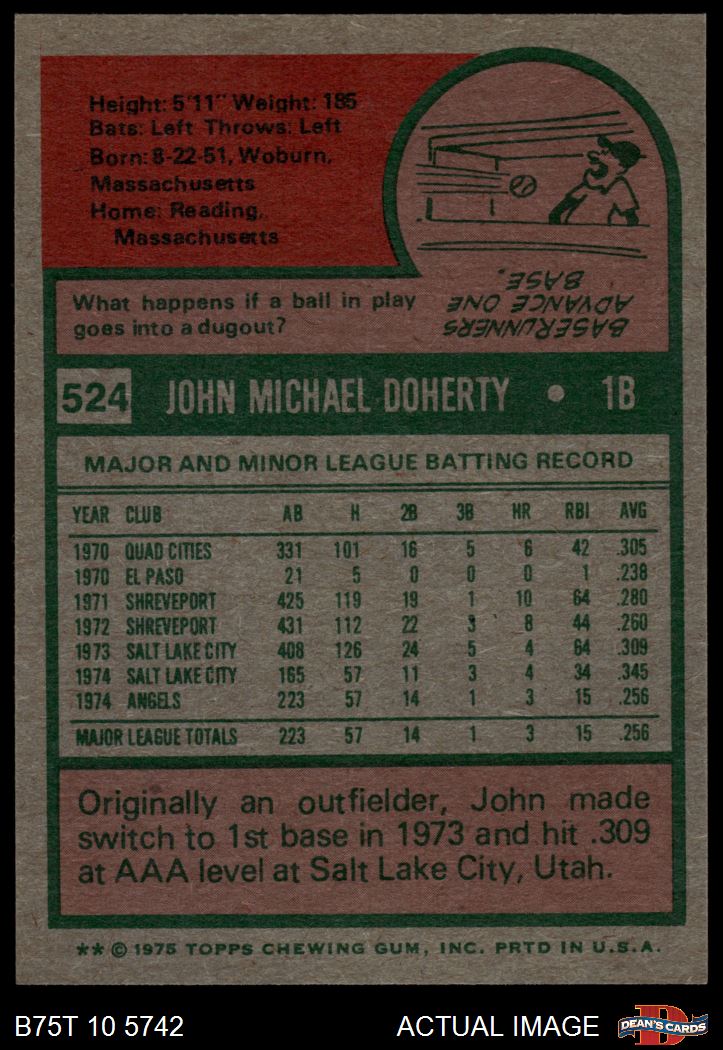 Height: 5'11" Weight: 185
Bats: Left Throws: Left
Born: 8-22-51, Woburn,
Massachusetts
Home: Reading,
Massachusetts
What happens if a ball in play
goes into a dugout?
BASERUNNERS
ADVANCE ONE
BASE.
524 JOHN MICHAEL DOHERTY • 1B
MAJOR AND MINOR LEAGUE BATTING RECORD
YEAR CLUB AB H 2B 3B HR RBI AVG
1970 QUAD CITIES 331 101 16 5 6 42 .305
1970 EL PASO 21 5 0 0 0 1 .238
1971 SHREVEPORT 425 119 19 1 10 64 .280
1972 SHREVEPORT 431 112 22 3 8 44 .260
1973 SALT LAKE CITY 408 126 24 5 4 64 .309
1974 SALT LAKE CITY 165 57 11 3 4 34 .345
1974 ANGELS 223 57 14 1 3 15 .256
MAJOR LEAGUE TOTALS 223 57 14 1 3 15 .256
Originally an outfielder, John made
switch to 1st base in 1973 and hit .309
at AAA level at Salt Lake City, Utah.
** © 1975 TOPPS CHEWING GUM, INC. PRTD IN U.S.A.
B75T 10 5742 ACTUAL IMAGE
D
DEAN'S CARDS